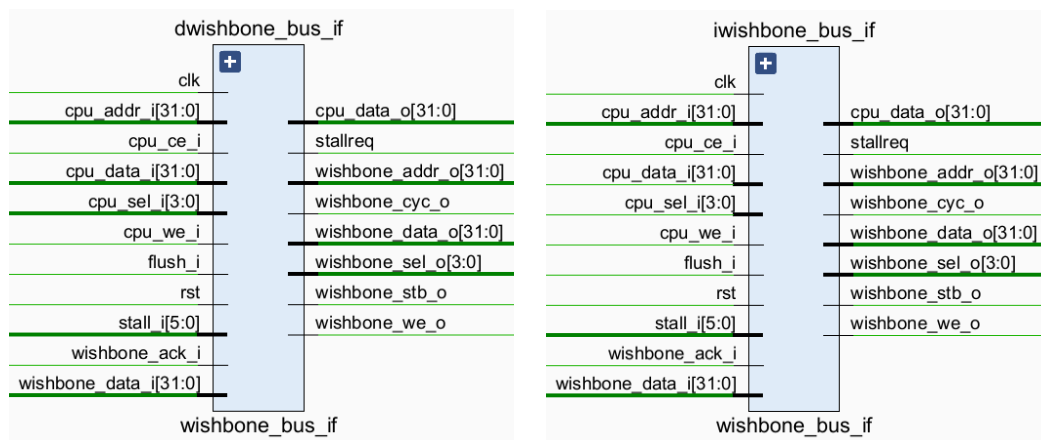 dwishbone_bus_if
clk
cpu_addr_i[31:0]
cpu_ce_i
cpu_data_i[31:0]
cpu_sel_i[3:0]
cpu_we_i
flush_i
rst
stall_i[5:0]
wishbone_ack_i
wishbone_data_i[31:0]
cpu_data_o[31:0]
stallreq
wishbone_addr_o[31:0]
wishbone_cyc_o
wishbone_data_o[31:0]
wishbone_sel_o[3:0]
wishbone_stb_o
wishbone_we_o
wishbone_bus_if
iwishbone_bus_if
clk
cpu_addr_i[31:0]
cpu_ce_i
cpu_data_i[31:0]
cpu_sel_i[3:0]
cpu_we_i
flush_i
rst
stall_i[5:0]
wishbone_ack_i
wishbone_data_i[31:0]
cpu_data_o[31:0]
stallreq
wishbone_addr_o[31:0]
wishbone_cyc_o
wishbone_data_o[31:0]
wishbone_sel_o[3:0]
wishbone_stb_o
wishbone_we_o
wishbone_bus_if